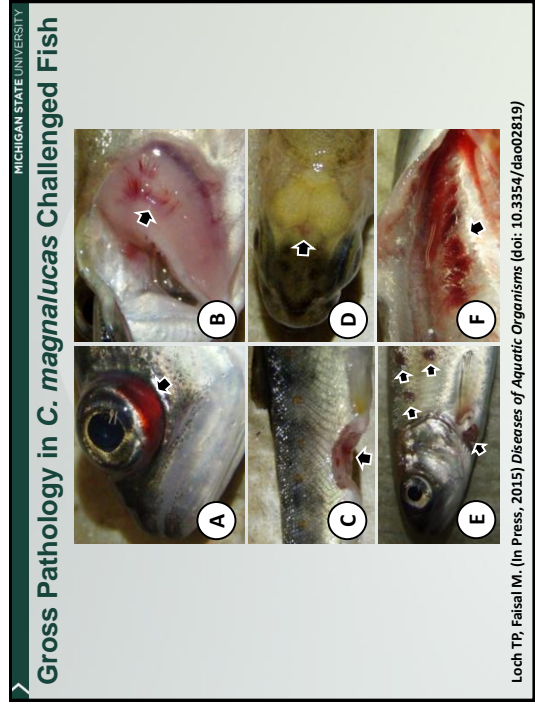 MICHIGAN STATE UNIVERSITY
Gross Pathology in C. magnalucas Challenged Fish
A
B
C
D
E
F
Loch TP, Faisal M. (In Press, 2015) Diseases of Aquatic Organisms (doi: 10.3354/dao02819)